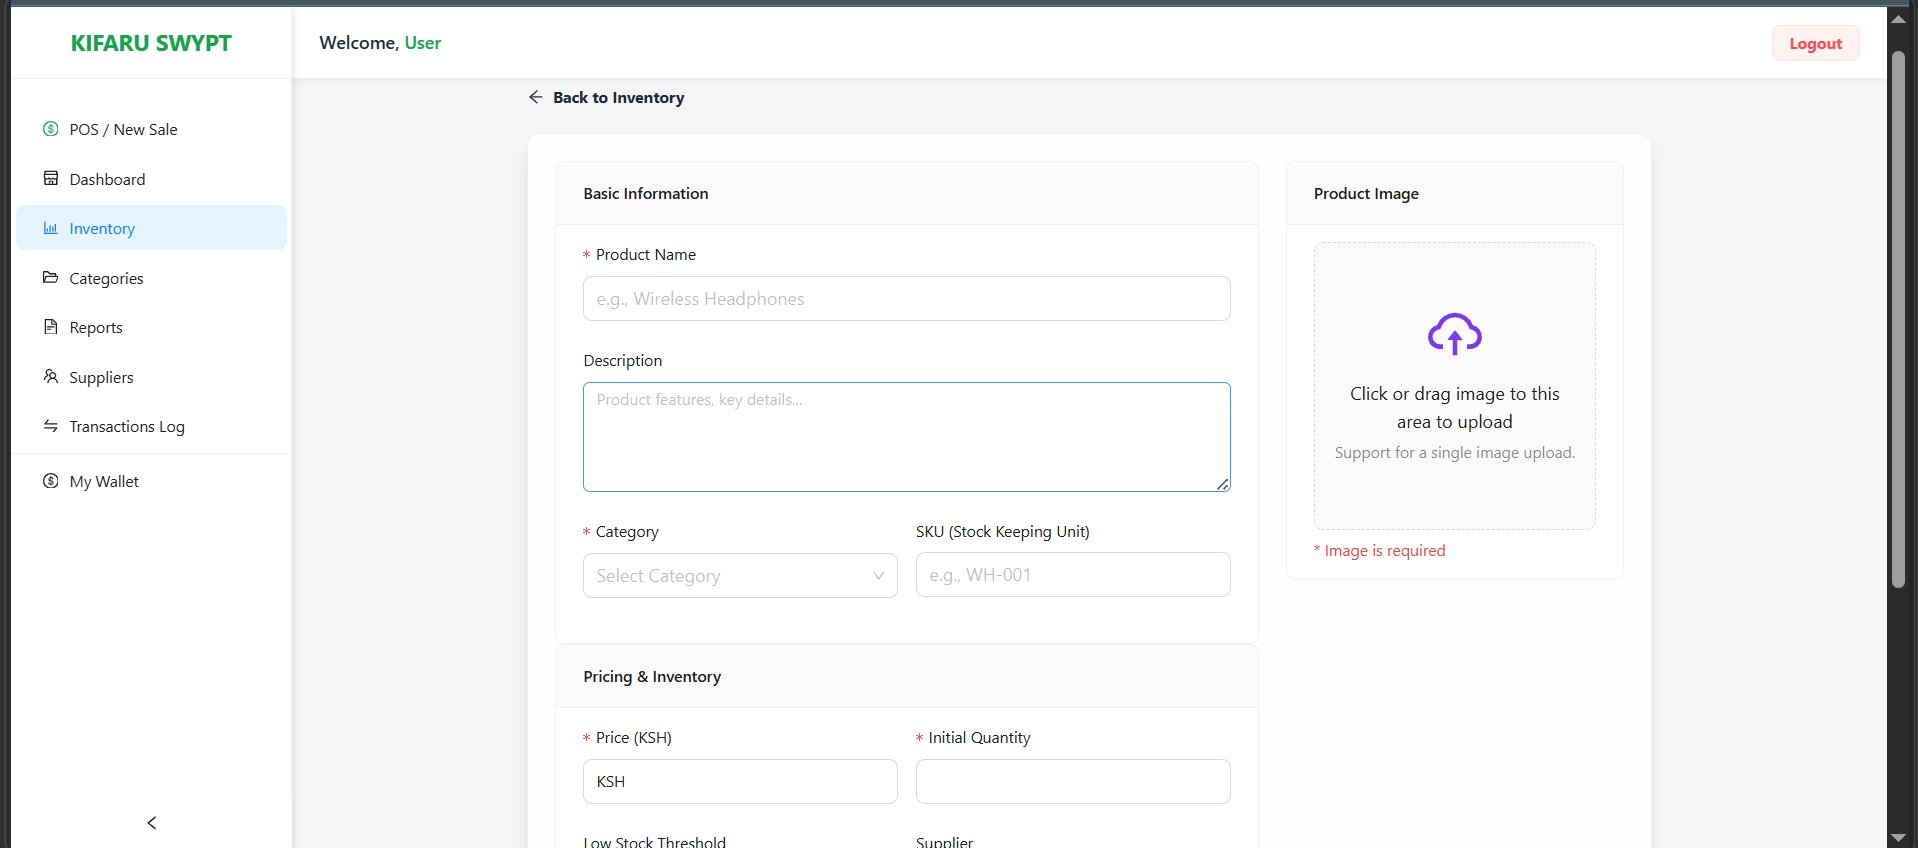 KIFARU SWYPT
Welcome, User
Logout
POS / New Sale
Dashboard
Inventory
Categories
Reports
Suppliers
Transactions Log
My Wallet
Back to Inventory
Basic Information
* Product Name
e.g., Wireless Headphones
Description
Product features, key details...
* Category
SKU (Stock Keeping Unit)
Select Category
e.g., WH-001
Pricing & Inventory
* Price (KSH)
* Initial Quantity
KSH
Low Stock Threshold
Supplier
Product Image
Click or drag image to this
area to upload
Support for a single image upload.
* Image is required